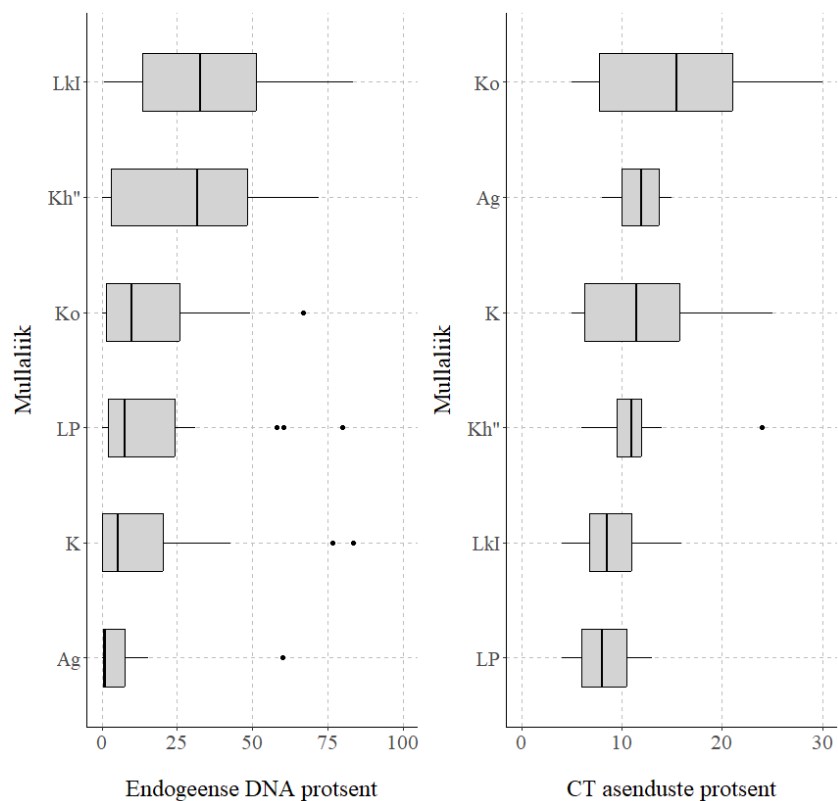 LkI
Kh"
Ko
LP
K
Ag
Mullaliik
0 25 50 75 100
Endogeense DNA protsent
Ko
Ag
K
Kh"
LkI
LP
Mullaliik
0 10 20 30
CT asenduste protsent